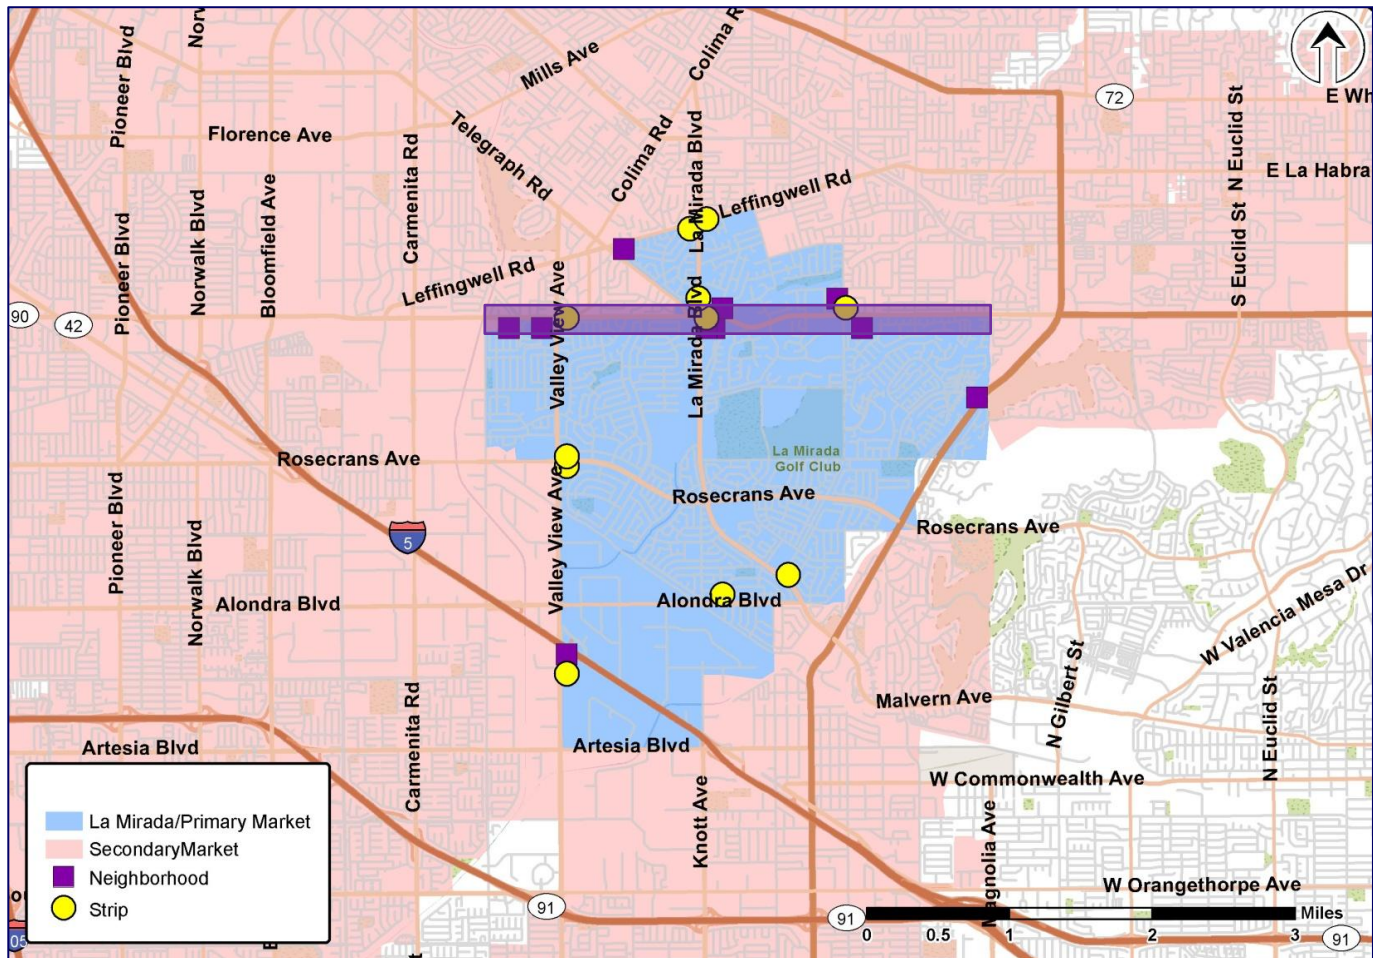 Norw
Colima R
Mills Ave
Pioneer Blvd
72
E Wh
Florence Ave
Telegraph Rd
Colima Rd
La Mirada Blvd
N Euclid St
Carmenita Rd
Leffingwell Rd
E La Habra
Norwalk Blvd
Bloomfield Ave
Pioneer Blvd
S Euclid St
Leffingwell Rd
Valley View Ave
La Mirada Blvd
90
42
La Mirada
Golf Club
Rosecrans Ave
Rosecrans Ave
Rosecrans Ave
Pioneer Blvd
Norwalk Blvd
5
Valley View Ave
Alondra Blvd
Alondra Blvd
W Valencia Mesa Dr
N Gilbert St
Malvern Ave
N Euclid St
Carmenita Rd
Artesia Blvd
Artesia Blvd
W Commonwealth Ave
Knott Ave
Magnolia Ave
La Mirada/Primary Market
SecondaryMarket
Neighborhood
Strip
W Orangethorpe Ave
91
91
Miles
0 0.5 1 2 3
91
05